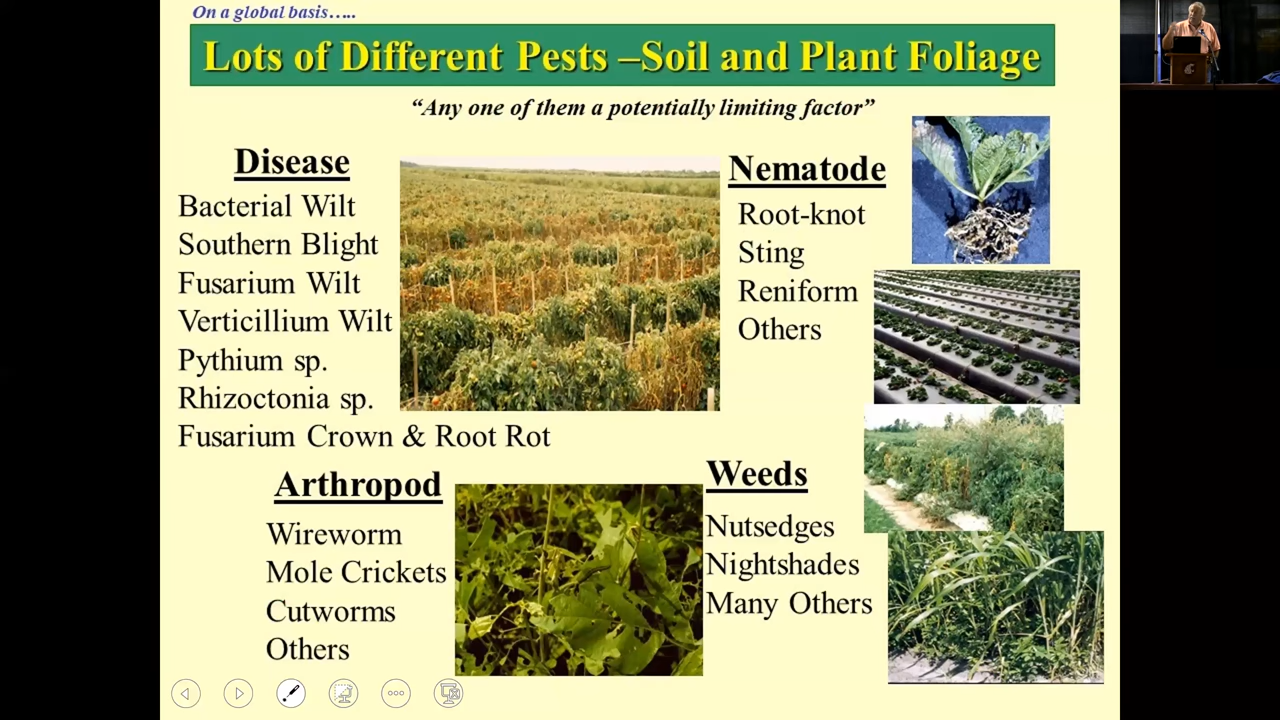 On a global basis…..
Lots of Different Pests –Soil and Plant Foliage
“Any one of them a potentially limiting factor”
Disease
Bacterial Wilt
Southern Blight
Fusarium Wilt
Verticillium Wilt
Pythium sp.
Rhizoctonia sp.
Fusarium Crown & Root Rot
Nematode
Root-knot
Sting
Reniform
Others
Arthropod
Wireworm
Mole Crickets
Cutworms
Others
Weeds
Nutsedges
Nightshades
Many Others